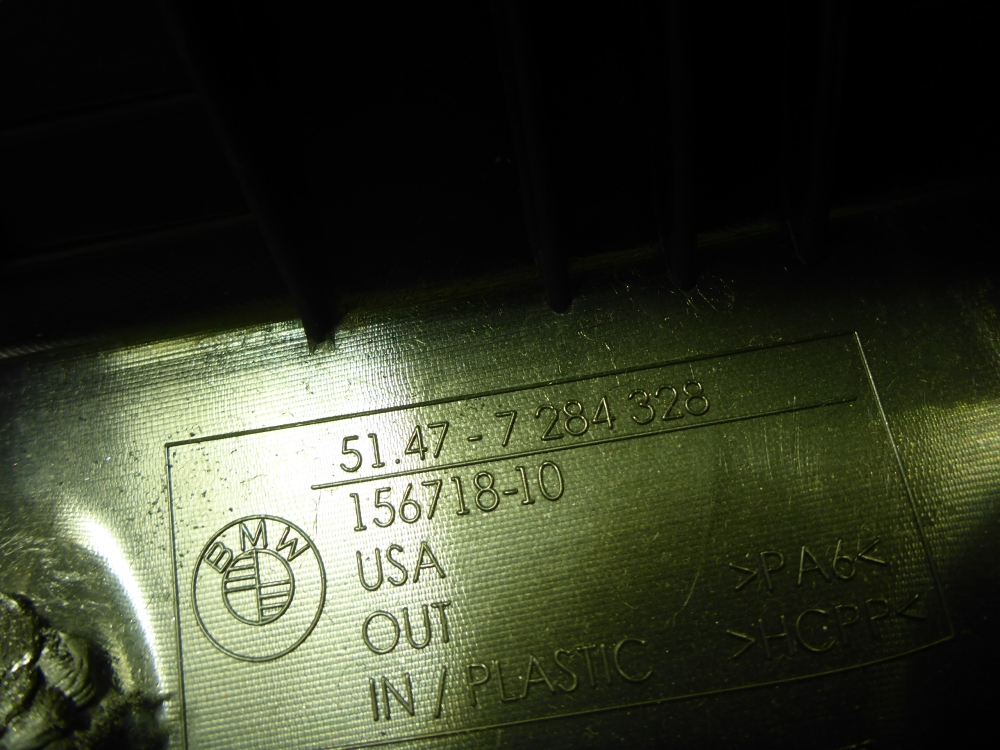 51.47 - 7 284 328
156718-10
BMW
USA
>PA6<
OUT
>HCPP<
IN / PLASTIC